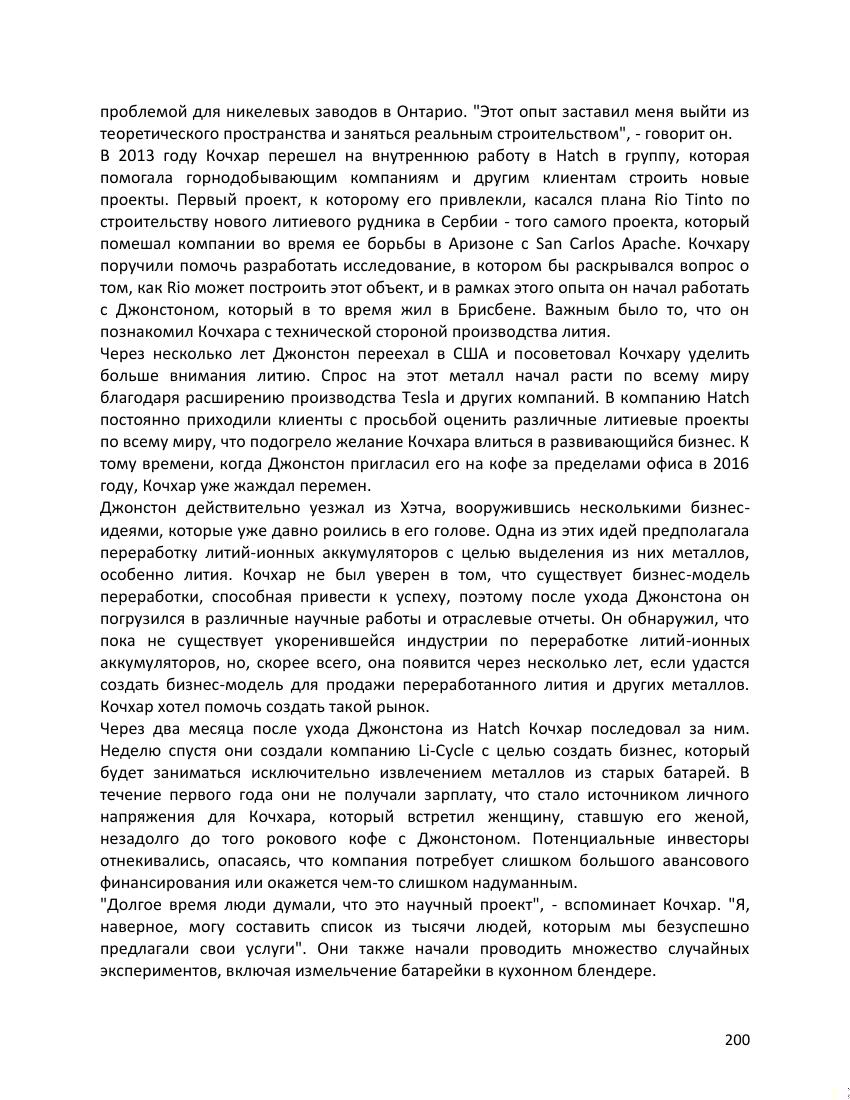 проблемой для никелевых заводов в Онтарио. "Этот опыт заставил меня выйти из
теоретического пространства и заняться реальным строительством", - говорит он.
В 2013 году Кочхар перешел на внутреннюю работу в Hatch в группу, которая
помогала горнодобывающим компаниям и другим клиентам строить новые
проекты. Первый проект, к которому его привлекли, касался плана Rio Tinto по
строительству нового литиевого рудника в Сербии - того самого проекта, который
помешал компании во время ее борьбы в Аризоне с San Carlos Apache. Кочхару
поручили помочь разработать исследование, в котором бы раскрывался вопрос о
том, как Rio может построить этот объект, и в рамках этого опыта он начал работать
с Джонстоном, который в то время жил в Брисбене. Важным было то, что он
познакомил Кочхара с технической стороной производства лития.
Через несколько лет Джонстон переехал в США и посоветовал Кочхару уделить
больше внимания литию. Спрос на этот металл начал расти по всему миру
благодаря расширению производства Tesla и других компаний. В компанию Hatch
постоянно приходили клиенты с просьбой оценить различные литиевые проекты
по всему миру, что подогрело желание Кочхара влиться в развивающийся бизнес. К
тому времени, когда Джонстон пригласил его на кофе за пределами офиса в 2016
году, Кочхар уже жаждал перемен.
Джонстон действительно уезжал из Хэтча, вооружившись несколькими бизнес-
идеями, которые уже давно роились в его голове. Одна из этих идей предполагала
переработку литий-ионных аккумуляторов с целью выделения из них металлов,
особенно лития. Кочхар не был уверен в том, что существует бизнес-модель
переработки, способная привести к успеху, поэтому после ухода Джонстона он
погрузился в различные научные работы и отраслевые отчеты. Он обнаружил, что
пока не существует укоренившейся индустрии по переработке литий-ионных
аккумуляторов, но, скорее всего, она появится через несколько лет, если удастся
создать бизнес-модель для продажи переработанного лития и других металлов.
Кочхар хотел помочь создать такой рынок.
Через два месяца после ухода Джонстона из Hatch Кочхар последовал за ним.
Неделю спустя они создали компанию Li-Cycle с целью создать бизнес, который
будет заниматься исключительно извлечением металлов из старых батарей. В
течение первого года они не получали зарплату, что стало источником личного
напряжения для Кочхара, который встретил женщину, ставшую его женой,
незадолго до того рокового кофе с Джонстоном. Потенциальные инвесторы
отнекивались, опасаясь, что компания потребует слишком большого авансового
финансирования или окажется чем-то слишком надуманным.
"Долгое время люди думали, что это научный проект", - вспоминает Кочхар. "Я,
наверное, могу составить список из тысячи людей, которым мы безуспешно
предлагали свои услуги". Они также начали проводить множество случайных
экспериментов, включая измельчение батарейки в кухонном блендере.
200